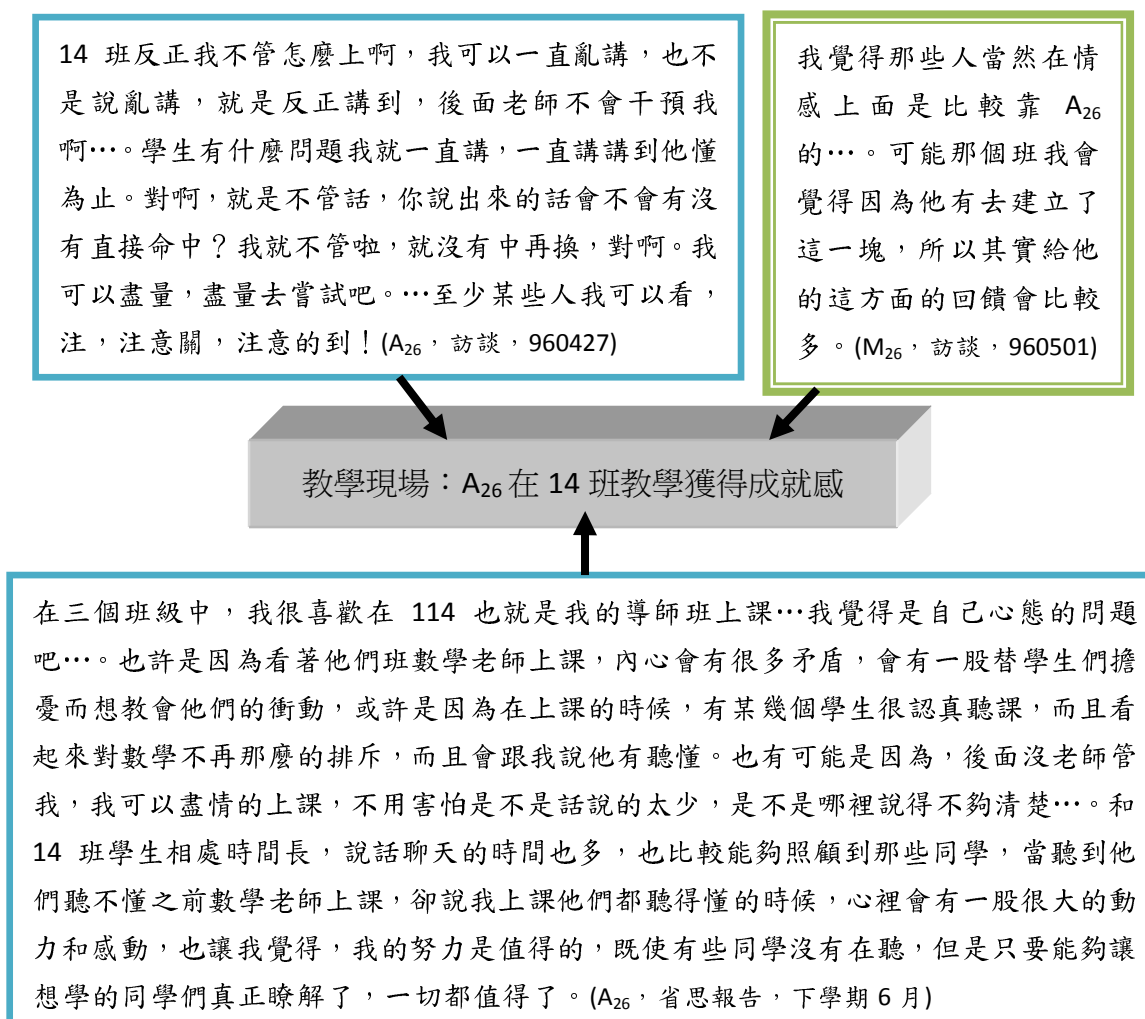 14 班反正我不管怎麼上啊，我可以一直亂講，也不
是說亂講，就是反正講到，後面老師不會干預我
啊…。學生有什麼問題我就一直講，一直講講到他懂
為止。對啊，就是不管話，你說出來的話會不會有沒
有直接命中？我就不管啦，就沒有中再換，對啊。我
可以盡量，盡量去嘗試吧。…至少某些人我可以看，
注，注意關，注意的到！(A26，訪談，960427)
我覺得那些人當然在情
感上面是比較靠 A26
的…。可能那個班我會
覺得因為他有去建立了
這一塊，所以其實給他
的這方面的回饋會比較
多。(M26，訪談，960501)
教學現場：A26 在 14 班教學獲得成就感
在三個班級中，我很喜歡在 114 也就是我的導師班上課…我覺得是自己心態的問題
吧…。也許是因為看著他們班數學老師上課，內心會有很多矛盾，會有一股替學生們擔
憂而想教會他們的衝動，或許是因為在上課的時候，有某幾個學生很認真聽課，而且看
起來對數學不再那麼的排斥，而且會跟我說他有聽懂。也有可能是因為，後面沒老師管
我，我可以盡情的上課，不用害怕是不是話說的太少，是不是哪裡說得不夠清楚…。和
14 班學生相處時間長，說話聊天的時間也多，也比較能夠照顧到那些同學，當聽到他
們聽不懂之前數學老師上課，卻說我上課他們都聽得懂的時候，心裡會有一股很大的動
力和感動，也讓我覺得，我的努力是值得的，既使有些同學沒有在聽，但是只要能夠讓
想學的同學們真正瞭解了，一切都值得了。(A26，省思報告，下學期 6 月)